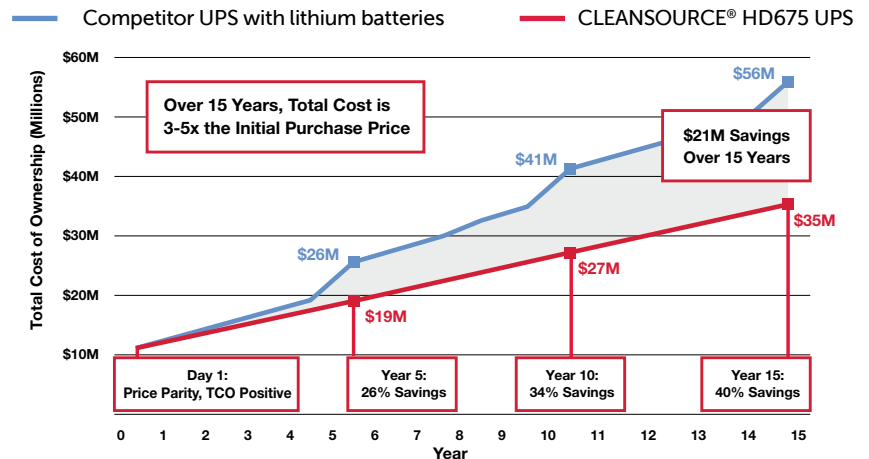 Competitor UPS with lithium batteries
CLEANSOURCE® HD675 UPS
Total Cost of Ownership (Millions)
$60M
$50M
$40M
$30M
$20M
$10M
Over 15 Years, Total Cost is
3-5x the Initial Purchase Price
$21M Savings
Over 15 Years
$26M
$41M
$56M
$19M
$27M
$35M
Day 1:
Price Parity, TCO Positive
Year 5:
26% Savings
Year 10:
34% Savings
Year 15:
40% Savings
0 1 2 3 4 5 6 7 8 9 10 11 12 13 14 15
Year